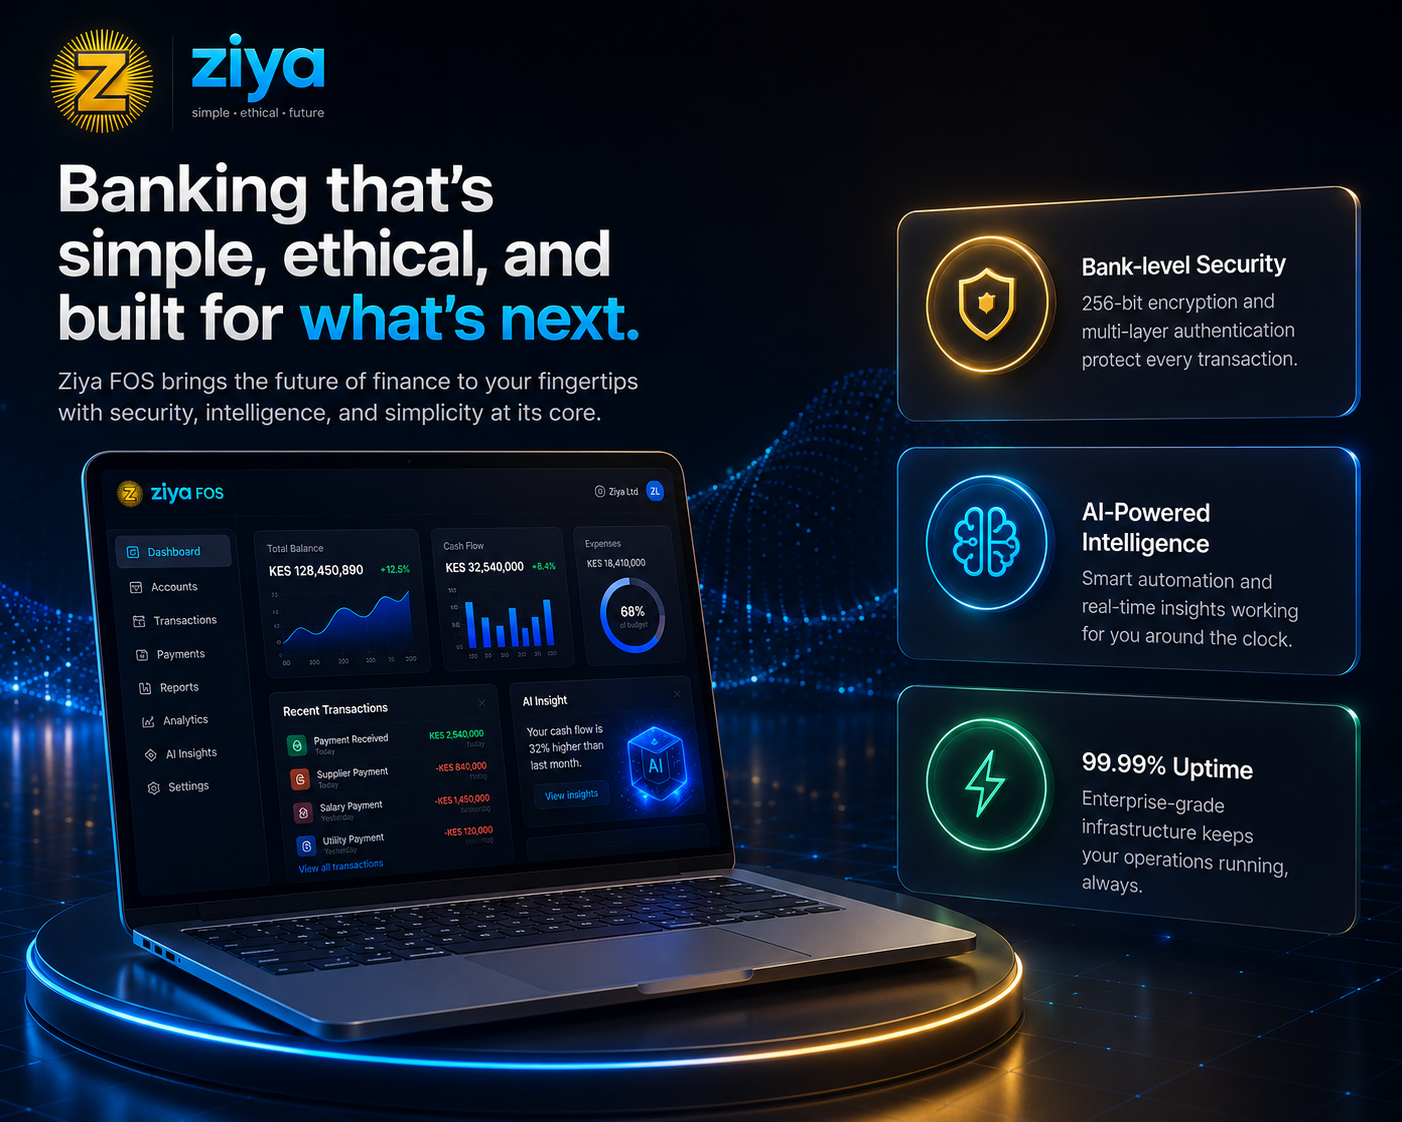 Z
ziya
simple • ethical • future
Banking that's
simple, ethical, and
built for what's next.
Ziya FOS brings the future of finance to your fingertips
with security, intelligence, and simplicity at its core.
Z
ziya FOS
Ziya Ltd
ZL
Dashboard
Accounts
Transactions
Payments
Reports
Analytics
AI Insights
Settings
Total Balance
KES 128,450,890 +12.5%
Cash Flow
KES 32,540,000 +8.4%
Expenses
KES 18,410,000
68%
of budget
Recent Transactions
Payment Received KES 2,540,000
Today
Supplier Payment -KES 840,000
Today
Salary Payment -KES 1,450,000
Yesterday
Utility Payment -KES 120,000
Yesterday
View all transactions
AI Insight
Your cash flow is
32% higher than
last month.
View insights
AI
Bank-level Security
256-bit encryption and
multi-layer authentication
protect every transaction.
AI-Powered
Intelligence
Smart automation and
real-time insights working
for you around the clock.
99.99% Uptime
Enterprise-grade
infrastructure keeps
your operations running,
always.